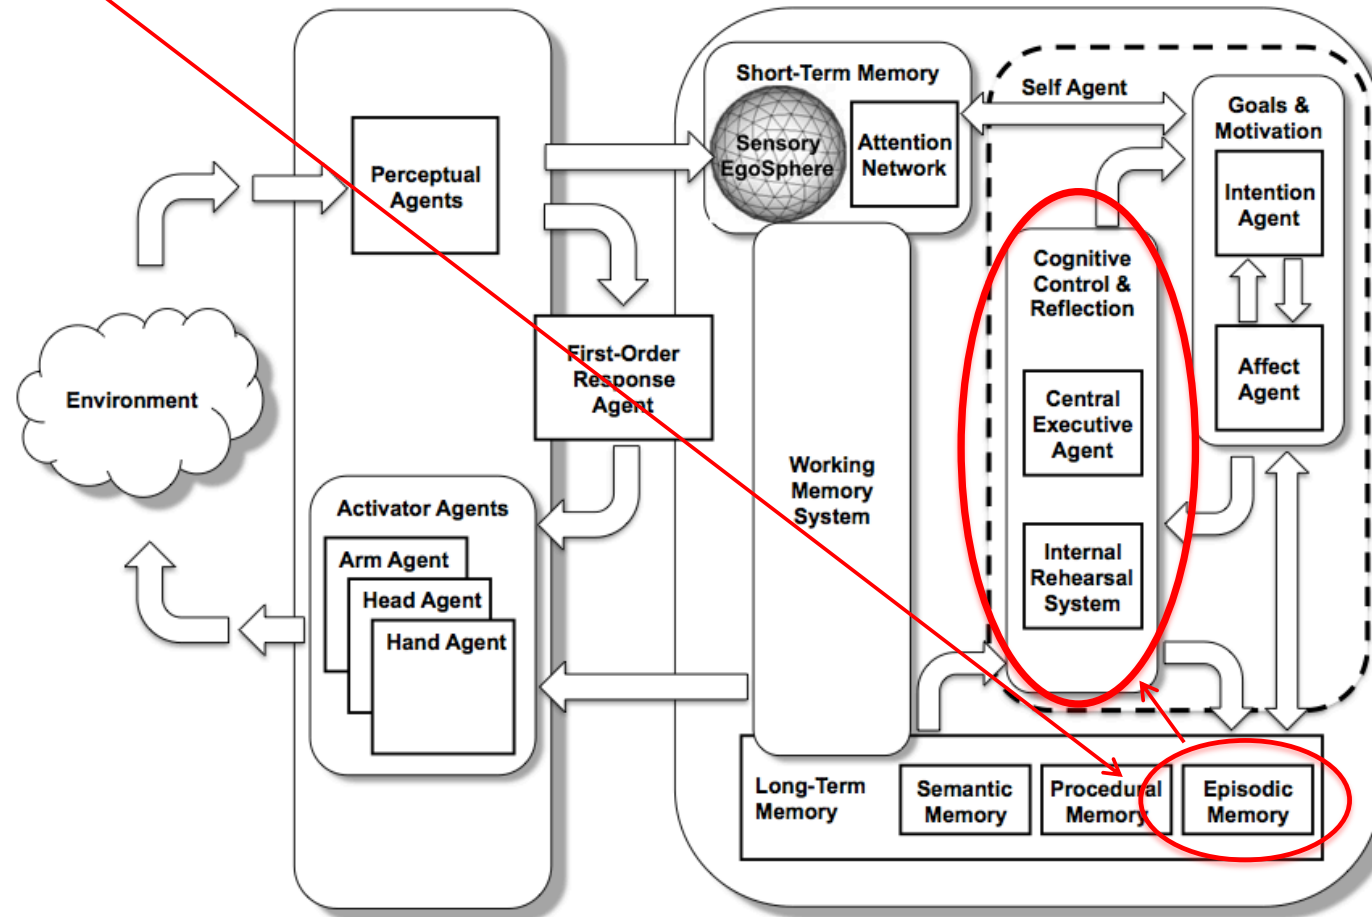 Short-Term Memory
Sensory
EgoSphere
Attention
Network
Self Agent
Goals &
Motivation
Intention
Agent
Affect
Agent
Perceptual
Agents
First-Order
Response
Agent
Environment
Cognitive
Control &
Reflection
Central
Executive
Agent
Internal
Rehearsal
System
Working
Memory
System
Activator Agents
Arm Agent
Head Agent
Hand Agent
Long-Term
Memory
Semantic
Memory
Procedural
Memory
Episodic
Memory